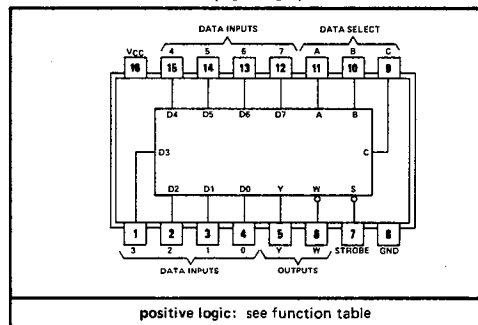 DATA INPUTS DATA SELECT
VCC 4 5 6 7 A B C
16 15 14 13 12 11 10 9
D4 D5 D6 D7 A B
D3 C
D2 D1 D0 Y W S
1 2 3 4 5 6 7 8
3 2 1 0 Y W STROBE GND
DATA INPUTS OUTPUTS
positive logic: see function table